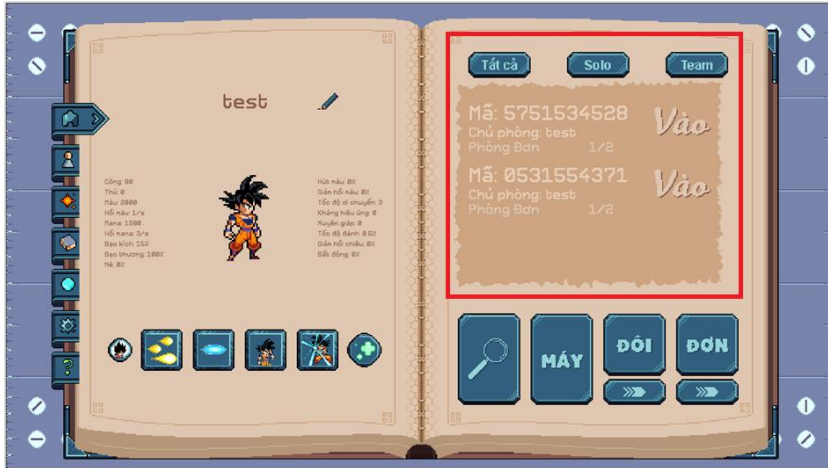 test
Công: 80
Thủ: 0
Máu: 2000
Hồi máu: 1/s
Mana: 1500
Hồi mana: 3/s
Bạo kích: 15%
Bạo thương: 100%
Né: 0%
Hút máu: 0%
Giảm hồi máu: 0%
Tốc độ di chuyển: 3
Kháng hiệu ứng: 0
Xuyên giáp: 0
Tốc độ đánh: 0.5%
Giảm hồi chiêu: 0%
Bất động: 0%
Tất cả Solo Team
Mã: 5751534528 Vào
Chủ phòng: test
Phòng Đơn 1/2
Mã: 0531554371 Vào
Chủ phòng: test
Phòng Đơn 1/2
MÁY ĐÔI ĐƠN
?